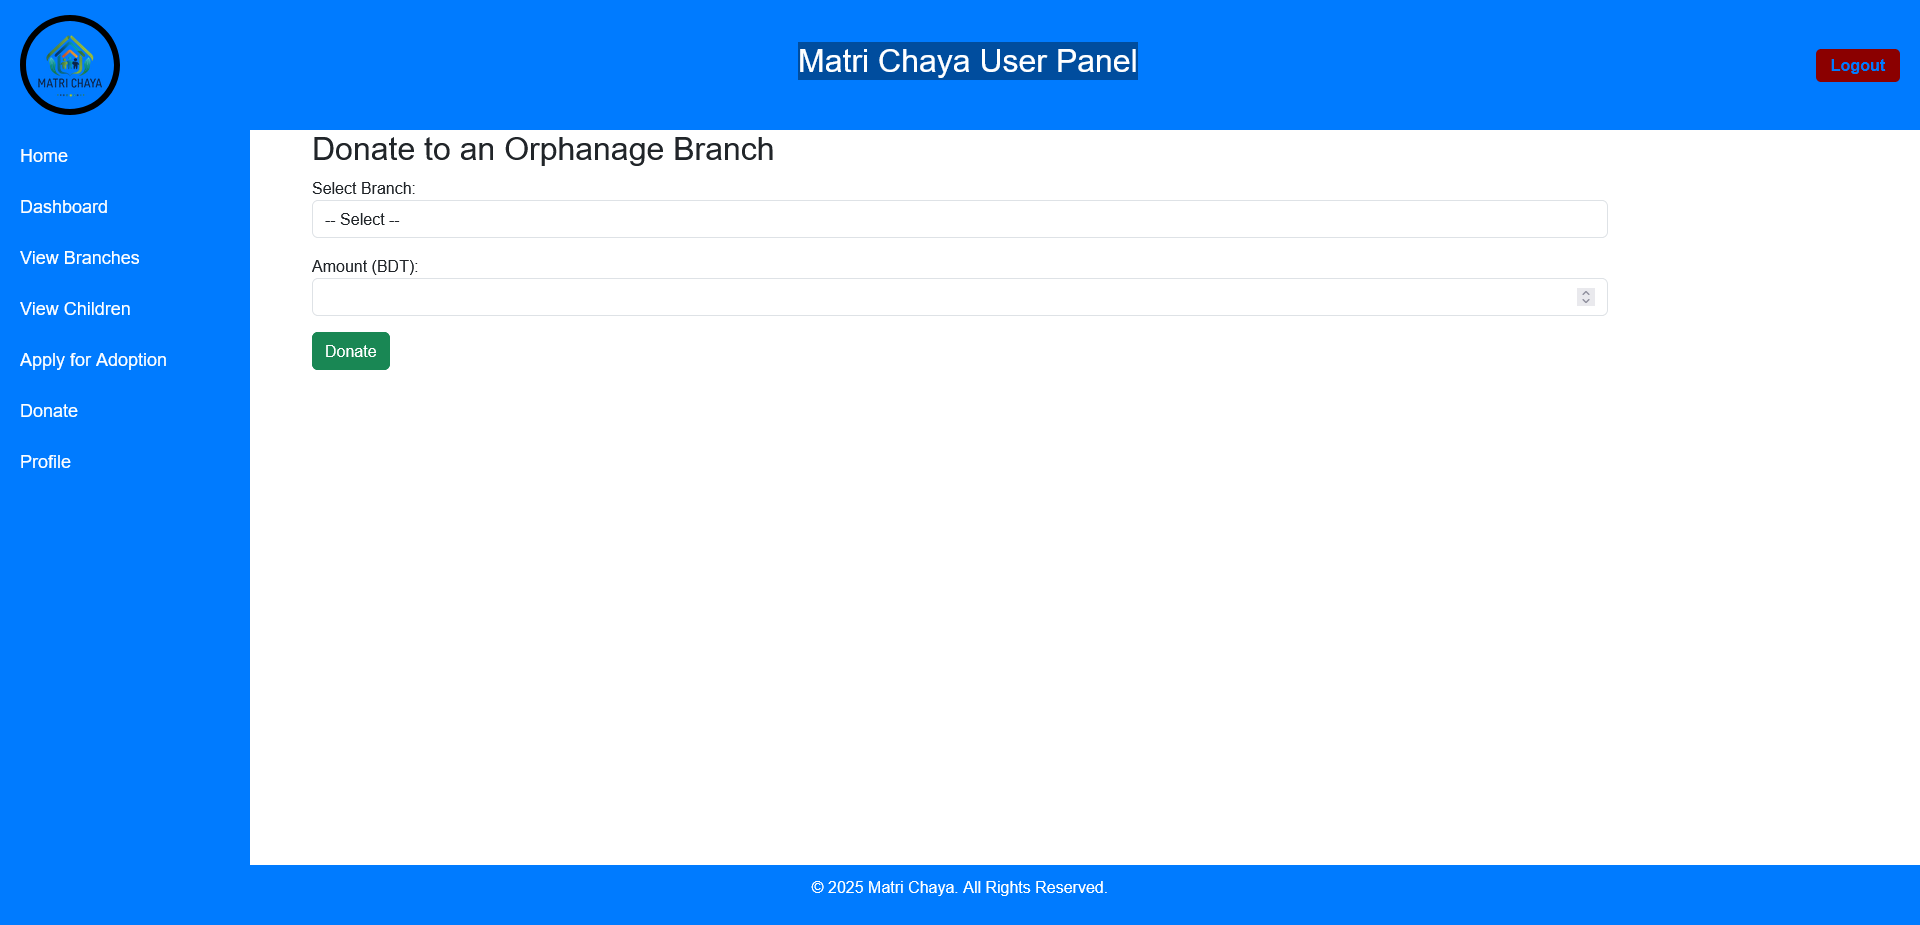 MATRI CHAYA
Matri Chaya User Panel
Logout
Home
Dashboard
View Branches
View Children
Apply for Adoption
Donate
Profile
Donate to an Orphanage Branch
Select Branch:
-- Select --
Amount (BDT):
Donate
© 2025 Matri Chaya. All Rights Reserved.